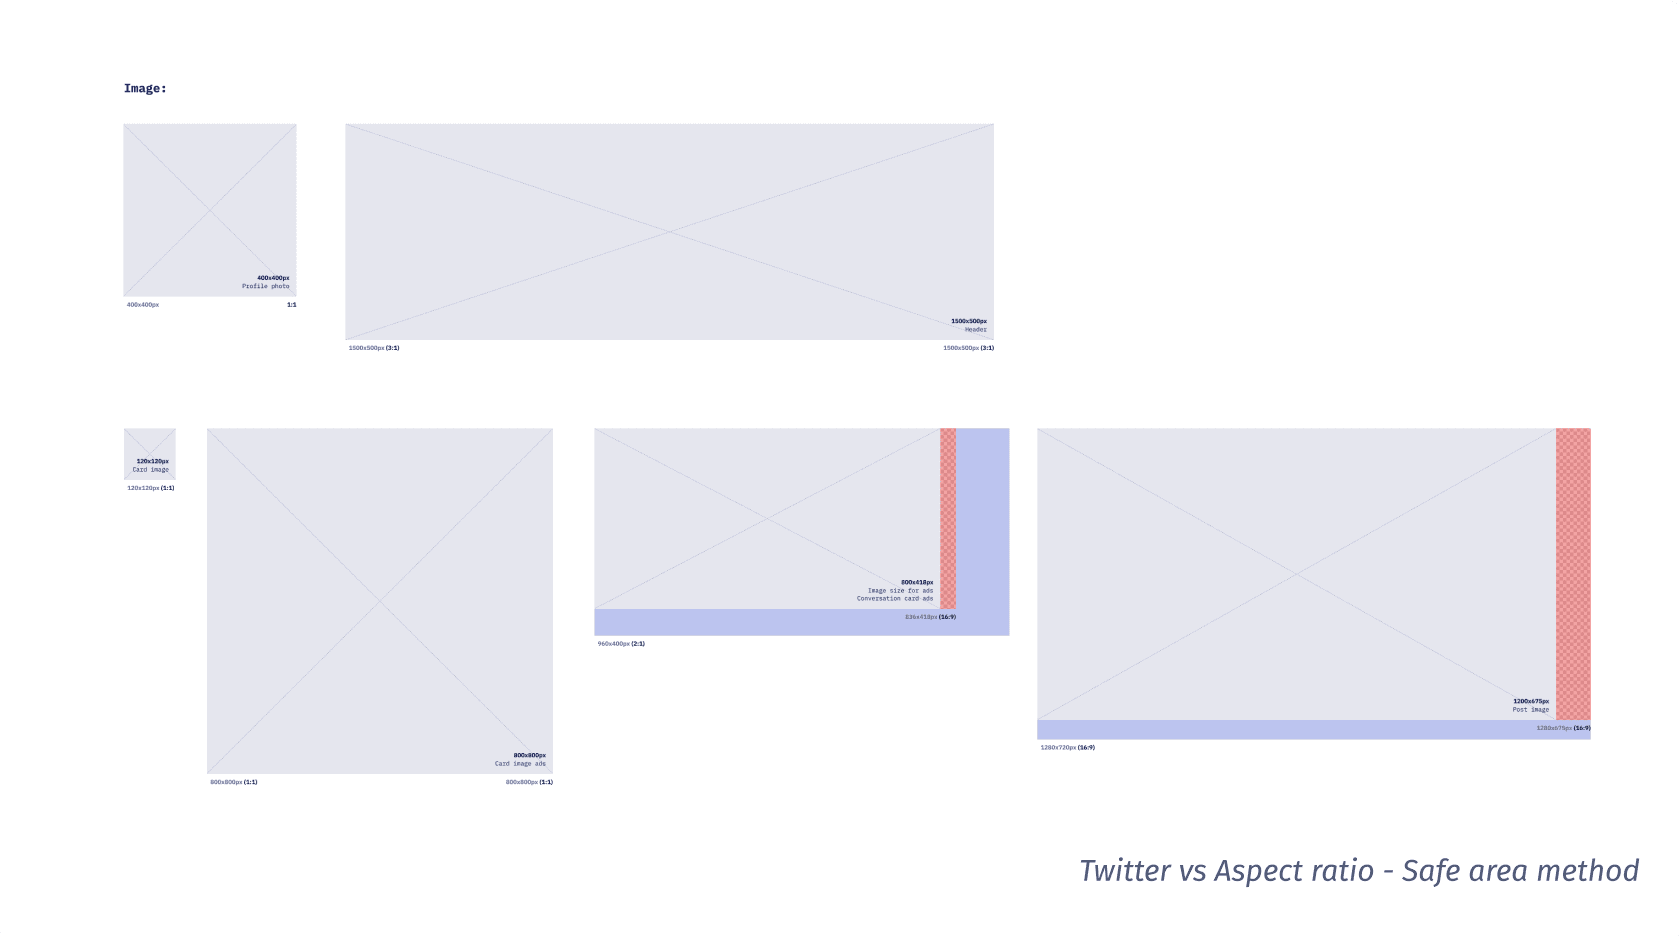 Image:
400x400px
Profile photo
400x400px 1:1
1500x500px
Header
1500x500px (3:1) 1500x500px (3:1)
120x120px
Card image
120x120px (1:1)
800x800px
Card image ads
800x800px (1:1) 800x800px (1:1)
800x418px
Image size for ads
Conversation card ads
836x418px (16:9)
960x400px (2:1)
1200x675px
Post image
1280x675px (16:9)
1280x720px (16:9)
Twitter vs Aspect ratio - Safe area method